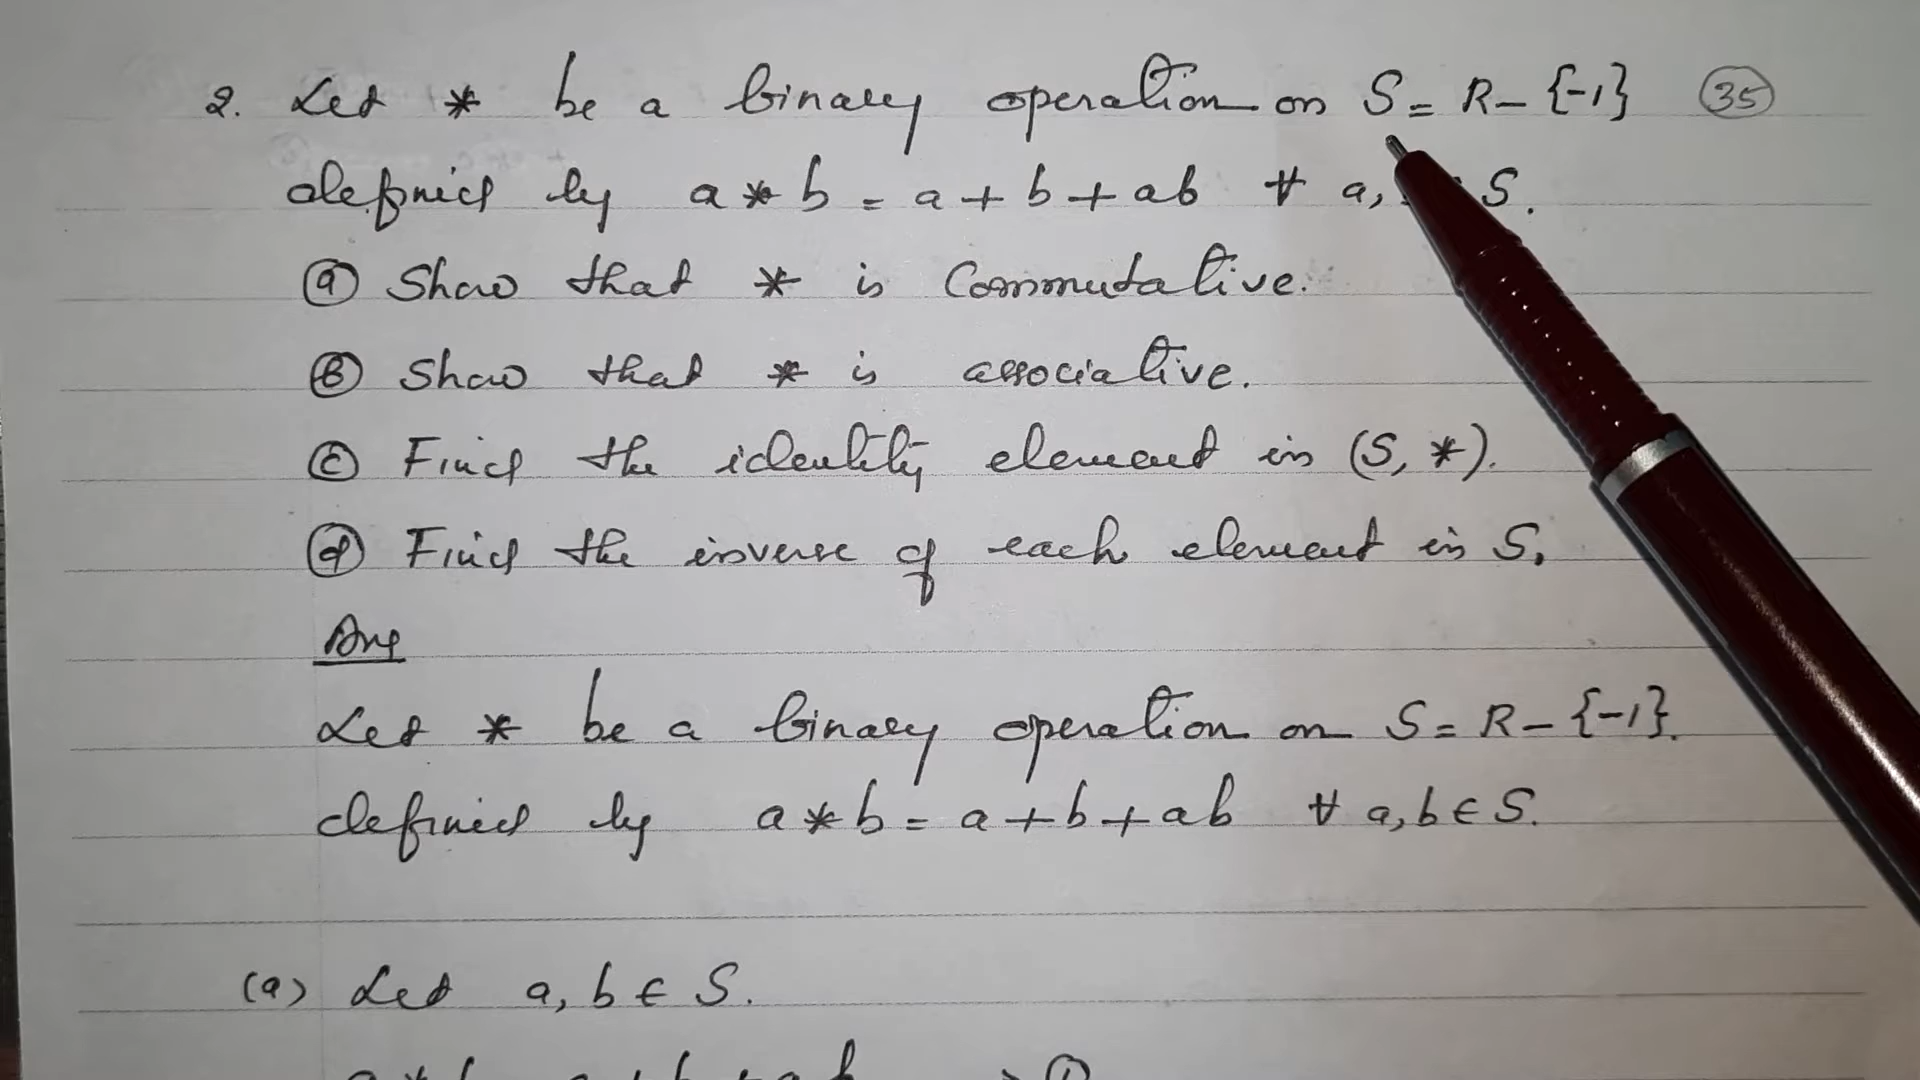 2. Let * be a binary operation on S = R - {-1} (35)
defined by a * b = a + b + ab ∀ a, S.
(a) Show that * is Commutative.
(b) Show that * is associative.
(c) Find the identity element in (S, *).
(d) Find the inverse of each element in S.
Ans
Let * be a binary operation on S = R - {-1}.
defined by a * b = a + b + ab ∀ a, b ∈ S.
(a) Let a, b ∈ S.